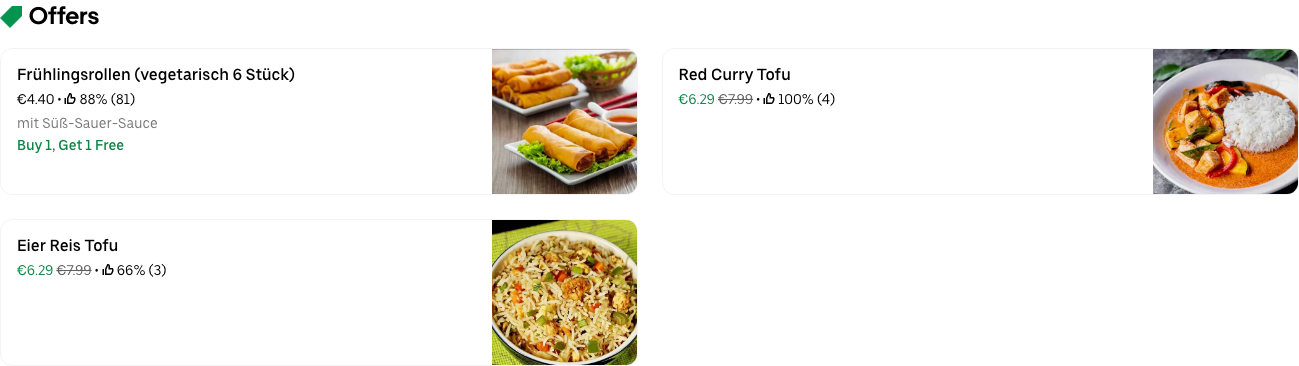 Offers
Frühlingsrollen (vegetarisch 6 Stück)
€4.40 • 88% (81)
mit Süß-Sauer-Sauce
Buy 1, Get 1 Free
Red Curry Tofu
€6.29 €7.99 • 100% (4)
Eier Reis Tofu
€6.29 €7.99 • 66% (3)